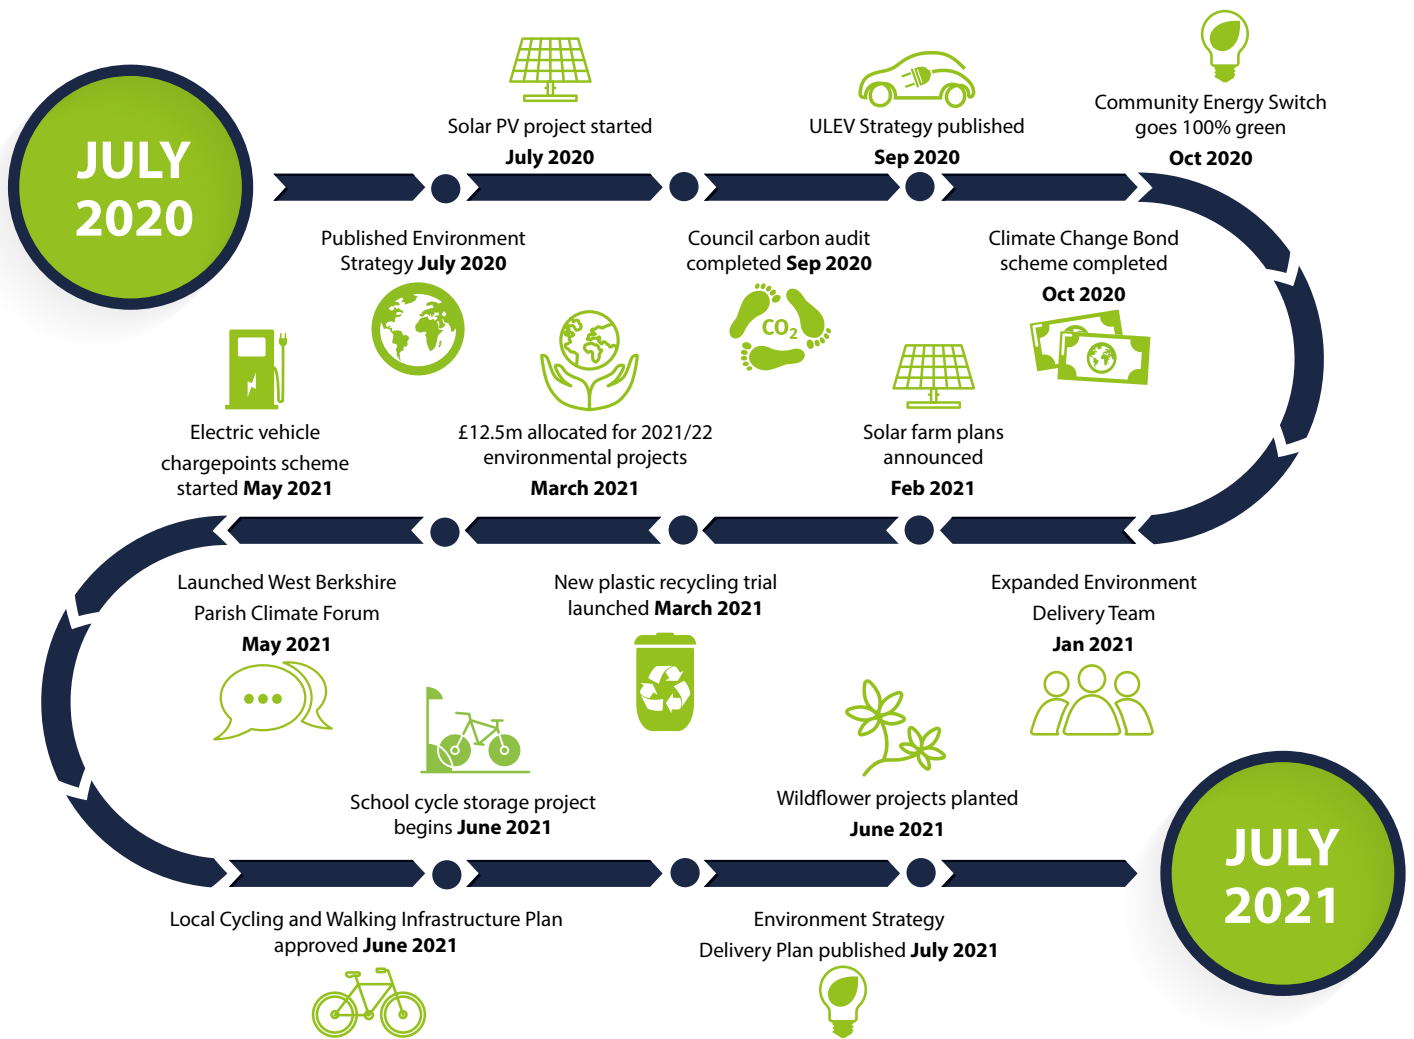 JULY
2020
Solar PV project started
July 2020
ULEV Strategy published
Sep 2020
Community Energy Switch
goes 100% green
Oct 2020
Published Environment
Strategy July 2020
Council carbon audit
completed Sep 2020
CO2
Climate Change Bond
scheme completed
Oct 2020
Electric vehicle
chargepoints scheme
started May 2021
£12.5m allocated for 2021/22
environmental projects
March 2021
Solar farm plans
announced
Feb 2021
Launched West Berkshire
Parish Climate Forum
May 2021
New plastic recycling trial
launched March 2021
Expanded Environment
Delivery Team
Jan 2021
School cycle storage project
begins June 2021
Wildflower projects planted
June 2021
Local Cycling and Walking Infrastructure Plan
approved June 2021
Environment Strategy
Delivery Plan published July 2021
JULY
2021